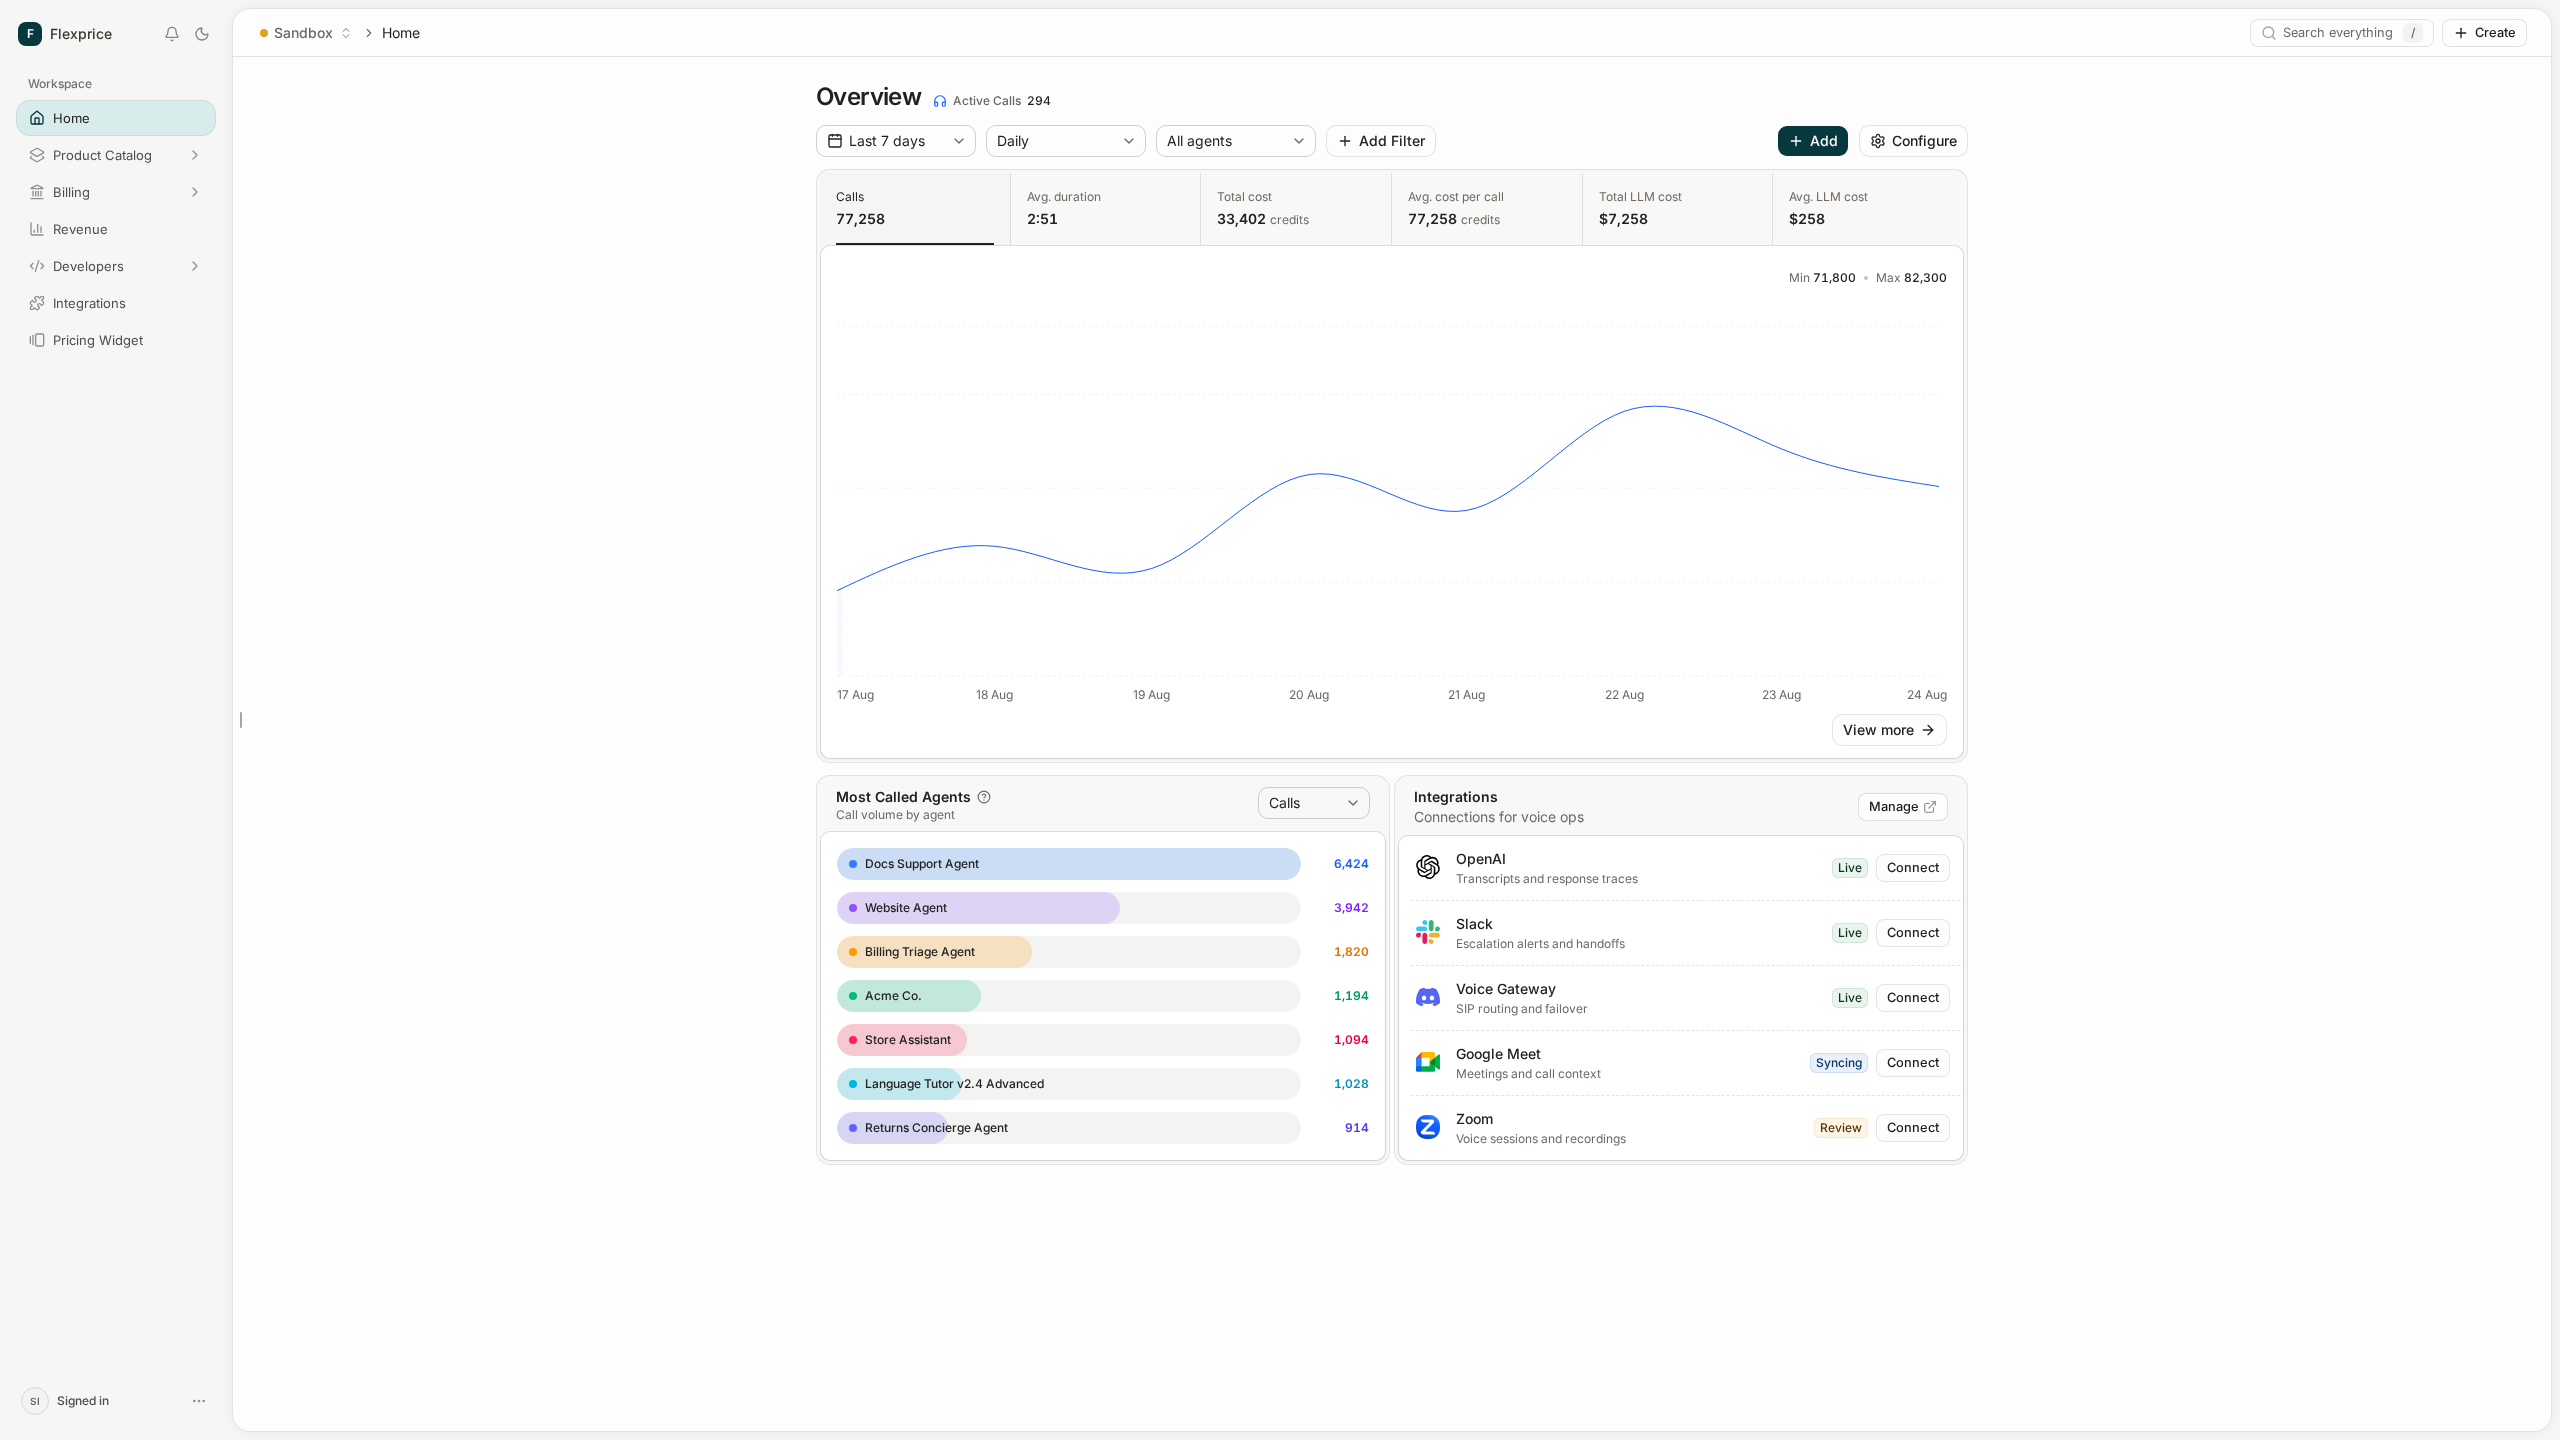 F Flexprice
Workspace
Home
Product Catalog
Billing
Revenue
Developers
Integrations
Pricing Widget
SI Signed in
Sandbox Home
Search everything /
Create
Overview Active Calls 294
Last 7 days Daily All agents Add Filter Add Configure
Calls
77,258
Avg. duration
2:51
Total cost
33,402 credits
Avg. cost per call
77,258 credits
Total LLM cost
$7,258
Avg. LLM cost
$258
Min 71,800 • Max 82,300
17 Aug 18 Aug 19 Aug 20 Aug 21 Aug 22 Aug 23 Aug 24 Aug
View more
Most Called Agents
Call volume by agent
Calls
Docs Support Agent 6,424
Website Agent 3,942
Billing Triage Agent 1,820
Acme Co. 1,194
Store Assistant 1,094
Language Tutor v2.4 Advanced 1,028
Returns Concierge Agent 914
Integrations
Connections for voice ops
Manage
OpenAI
Transcripts and response traces
Live Connect
Slack
Escalation alerts and handoffs
Live Connect
Voice Gateway
SIP routing and failover
Live Connect
Google Meet
Meetings and call context
Syncing Connect
Zoom
Voice sessions and recordings
Review Connect